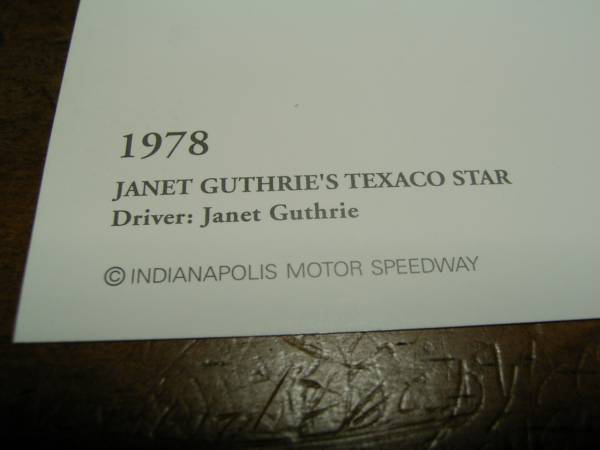 1978
JANET GUTHRIE'S TEXACO STAR
Driver: Janet Guthrie
© INDIANAPOLIS MOTOR SPEEDWAY